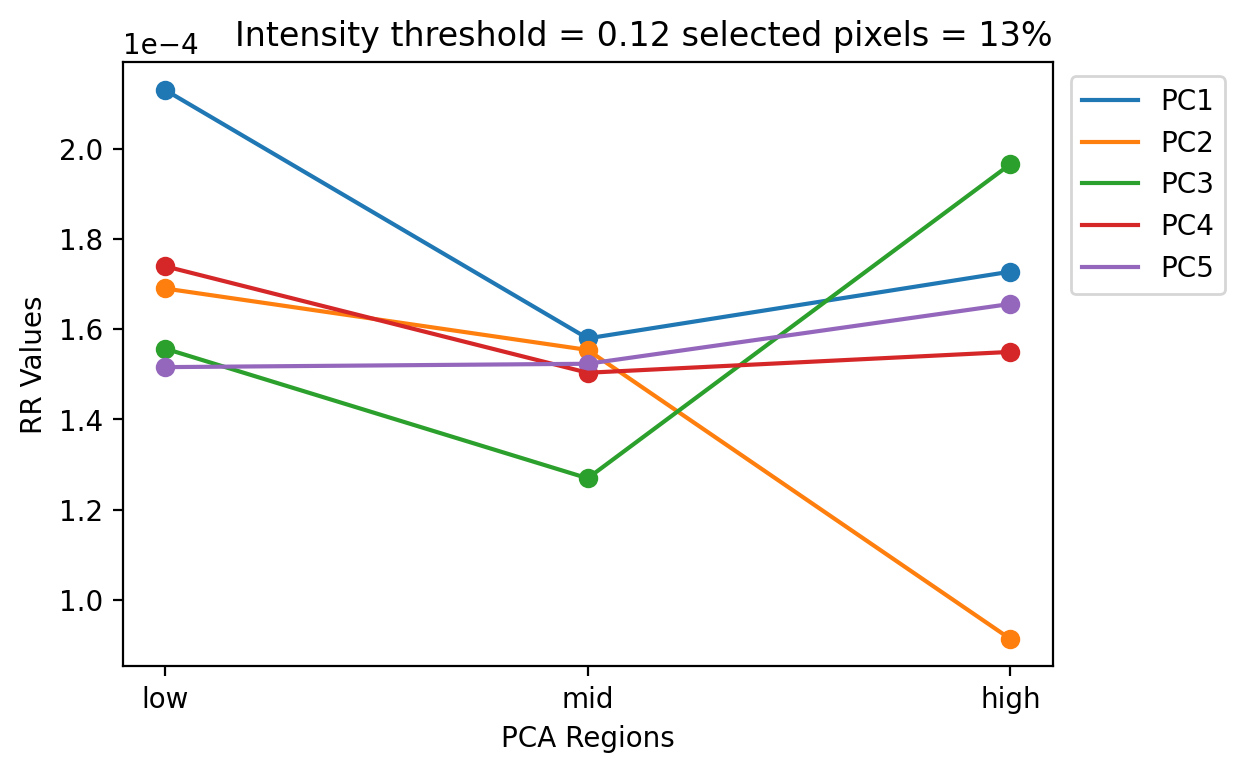 Intensity threshold = 0.12 selected pixels = 13%
1e−4
2.0
1.8
1.6
1.4
1.2
1.0
RR Values
low
mid
high
PCA Regions
PC1
PC2
PC3
PC4
PC5